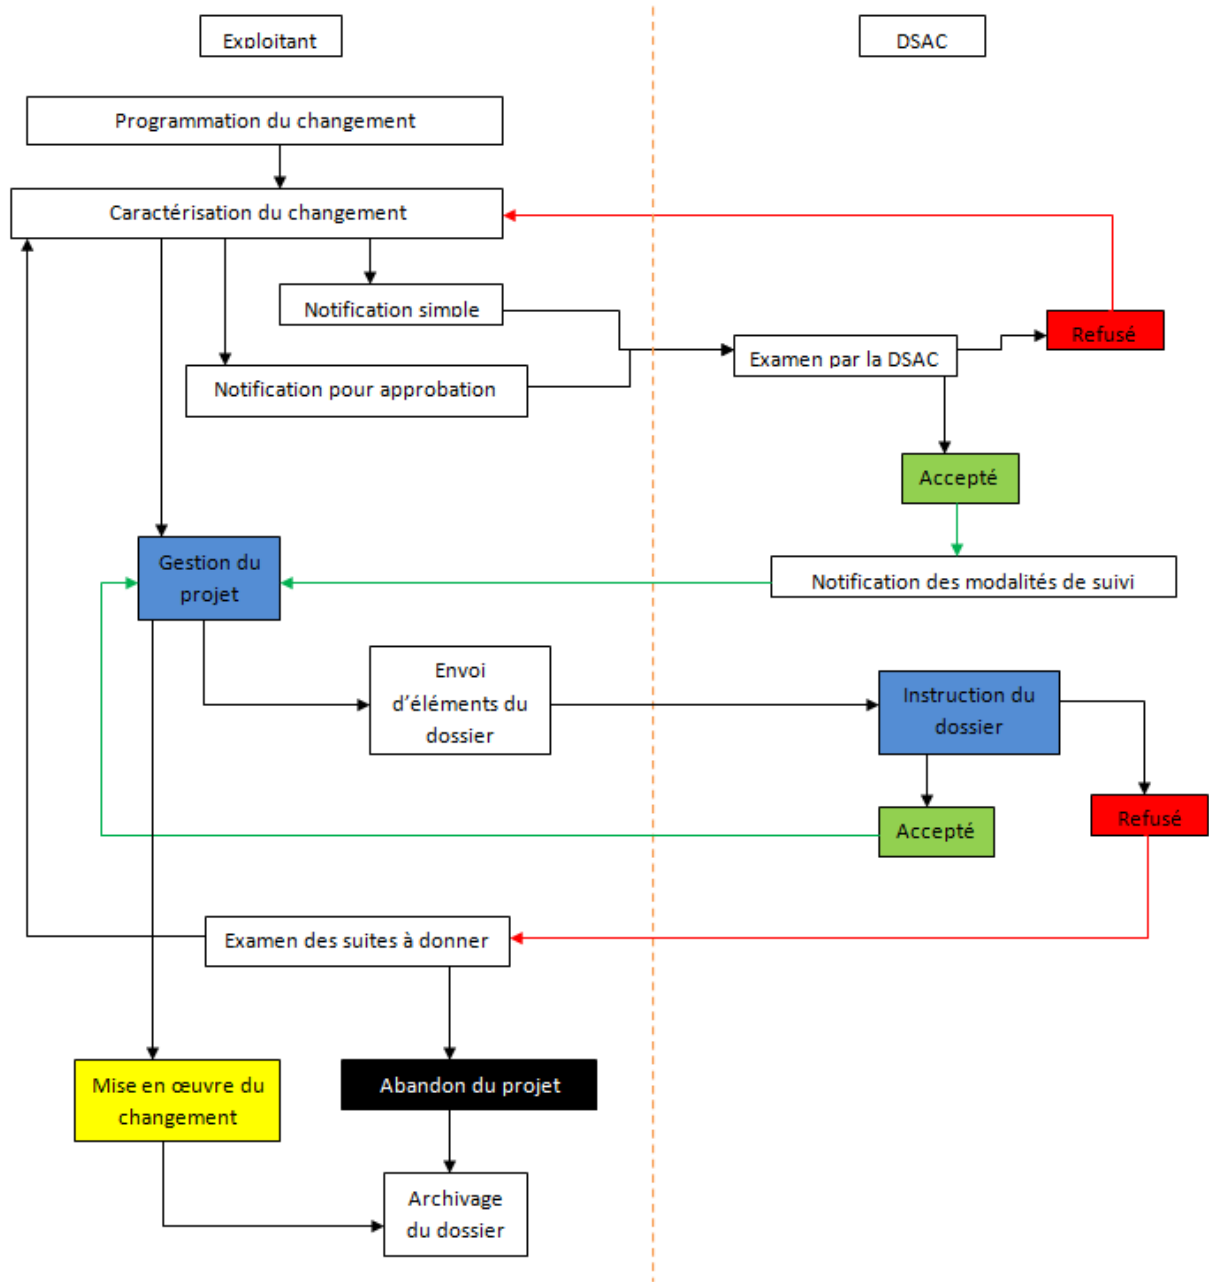 Exploitant
DSAC
Programmation du changement
Caractérisation du changement
Notification simple
Refusé
Examen par la DSAC
Notification pour approbation
Accepté
Gestion du
projet
Notification des modalités de suivi
Envoi
d'éléments du
dossier
Instruction du
dossier
Accepté
Refusé
Examen des suites à donner
Mise en œuvre du
changement
Abandon du projet
Archivage
du dossier